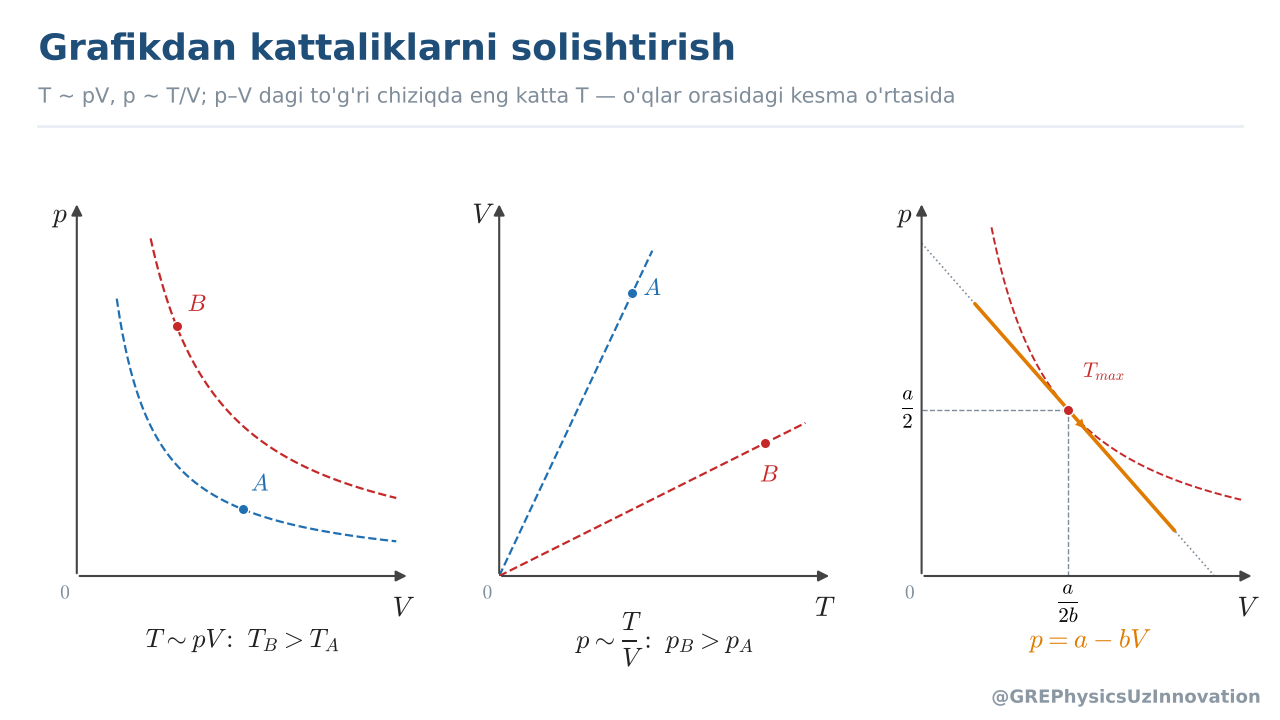 Grafikdan kattaliklarni solishtirish
T ~ pV, p ~ T/V; p–V dagi to'g'ri chiziqda eng katta T — o'qlar orasidagi kesma o'rtasida
p
B
A
0
V
T ∼ pV: T_B > T_A
V
A
B
0
T
p ∼ T/V: p_B > p_A
p
T_max
a/2
0
a/2b
V
p = a − bV
@GREPhysicsUzInnovation